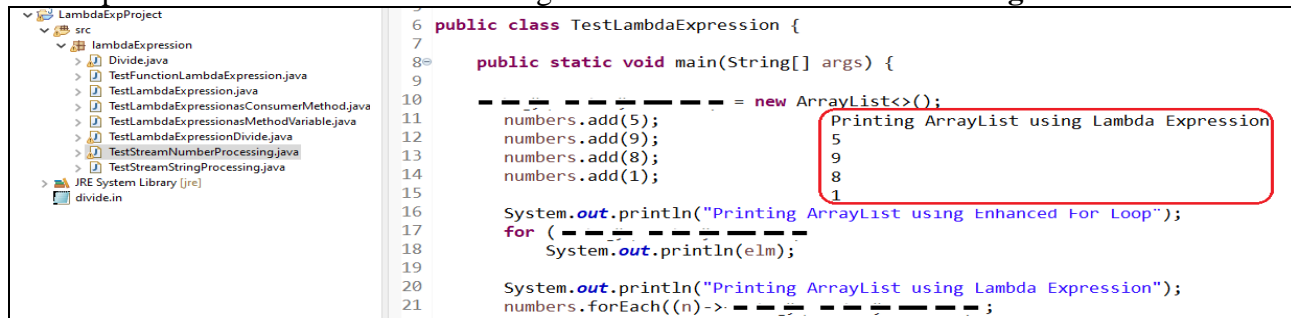 LambdaExpProject
src
lambdaExpression
Divide.java
TestFunctionLambdaExpression.java
TestLambdaExpression.java
TestLambdaExpressionasConsumerMethod.java
TestLambdaExpressionasMethodVariable.java
TestLambdaExpressionDivide.java
TestStreamNumberProcessing.java
TestStreamStringProcessing.java
JRE System Library [jre]
divide.in
6 public class TestLambdaExpression {
7
8 public static void main(String[] args) {
9
10 = new ArrayList<>();
11 numbers.add(5);
12 numbers.add(9);
13 numbers.add(8);
14 numbers.add(1);
15
16 System.out.println("Printing ArrayList using Enhanced For Loop");
17 for (
18 System.out.println(elm);
19
20 System.out.println("Printing ArrayList using Lambda Expression");
21 numbers.forEach((n)-> ;
Printing ArrayList using Lambda Expression
5
9
8
1